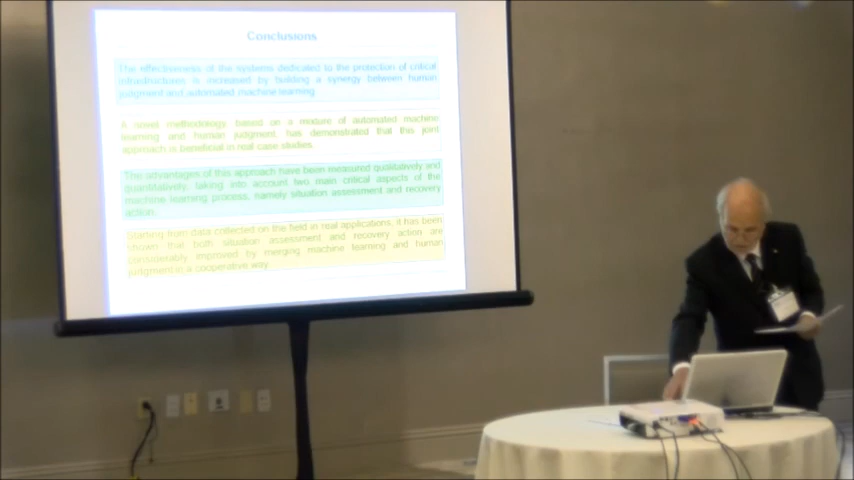 Conclusions
The effectiveness of the systems dedicated to the protection of critical
infrastructures is increased by building a synergy between human
judgment and automated machine learning.
A novel methodology, based on a mixture of automated machine
learning and human judgment, has demonstrated that this joint
approach is beneficial in real case studies.
The advantages of this approach have been measured qualitatively and
quantitatively, taking into account two main critical aspects of the
machine learning process, namely situation assessment and recovery
action.
Starting from data collected on the field in real applications, it has been
shown that both situation assessment and recovery action are
considerably improved by merging machine learning and human
judgment in a cooperative way.